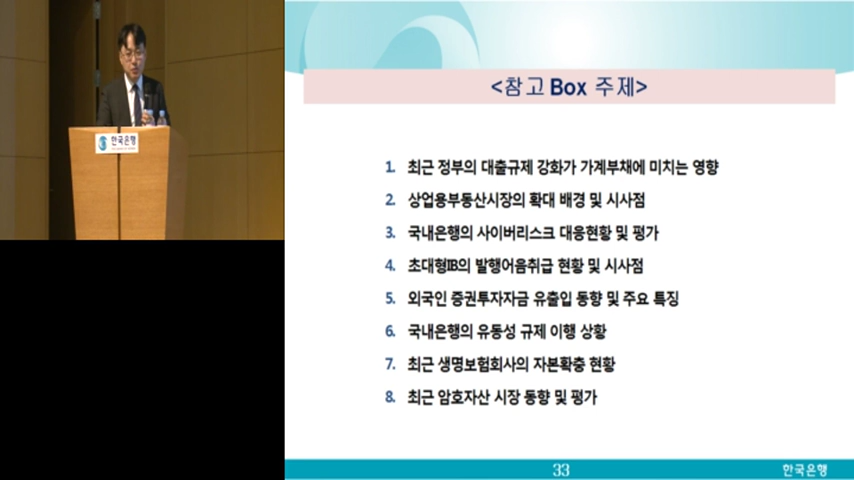 한국은행
<참고 Box 주제>
1. 최근 정부의 대출규제 강화가 가계부채에 미치는 영향
2. 상업용부동산시장의 확대 배경 및 시사점
3. 국내은행의 사이버리스크 대응현황 및 평가
4. 초대형IB의 발행어음취급 현황 및 시사점
5. 외국인 증권투자자금 유출입 동향 및 주요 특징
6. 국내은행의 유동성 규제 이행 상황
7. 최근 생명보험회사의 자본확충 현황
8. 최근 암호자산 시장 동향 및 평가
33
한국은행